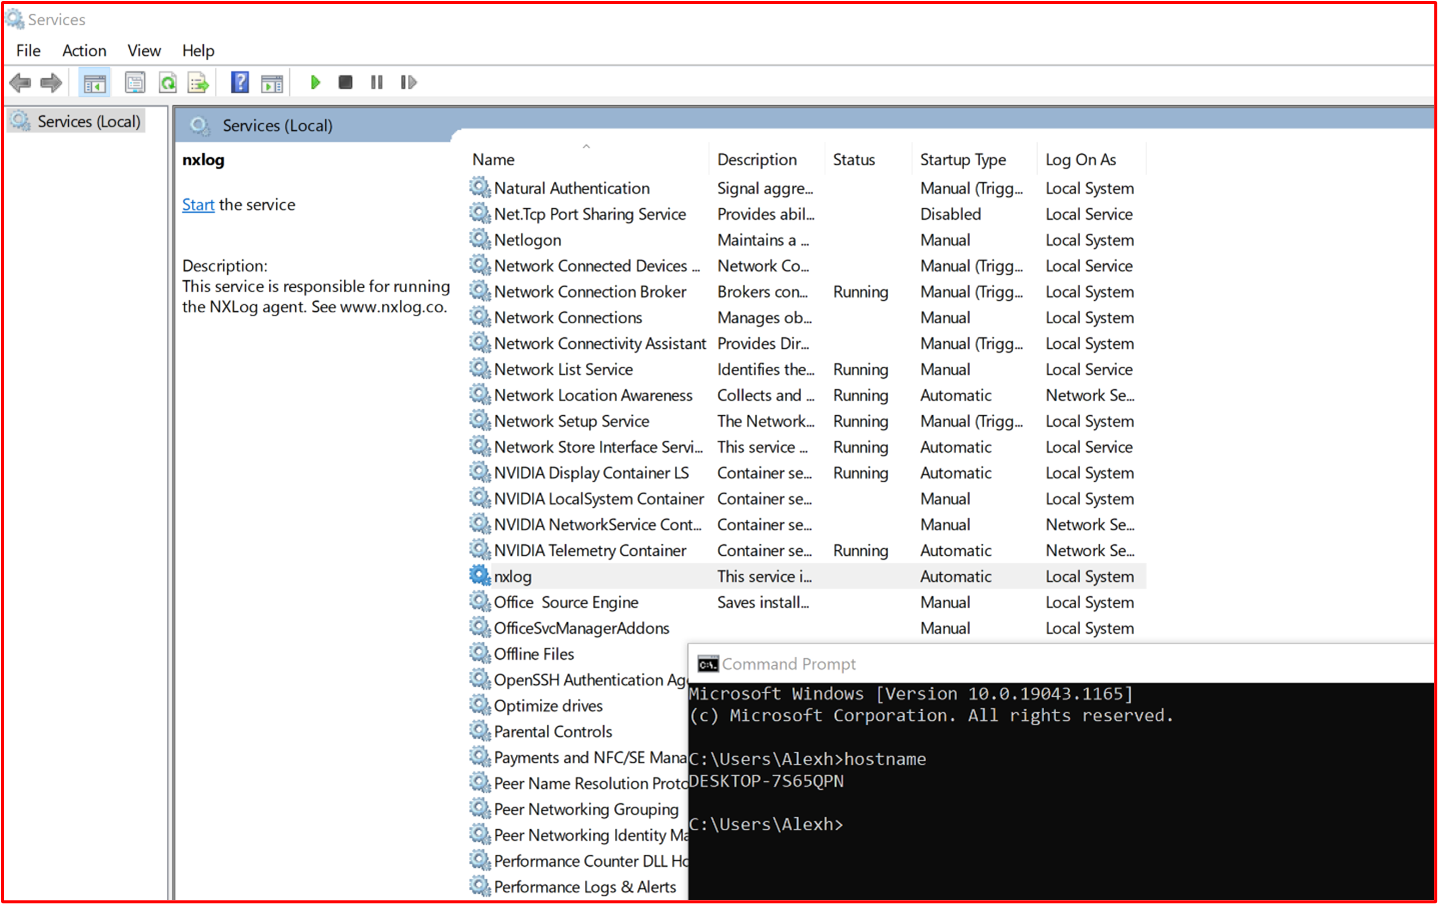 Services
File Action View Help
Services (Local)
Services (Local)
nxlog
Start the service
Description:
This service is responsible for running
the NXLog agent. See www.nxlog.co.
Name Description Status Startup Type Log On As
Natural Authentication Signal aggre... Manual (Trigg... Local System
Net.Tcp Port Sharing Service Provides abil... Disabled Local Service
Netlogon Maintains a ... Manual Local System
Network Connected Devices ... Network Co... Manual (Trigg... Local Service
Network Connection Broker Brokers con... Running Manual (Trigg... Local System
Network Connections Manages ob... Manual Local System
Network Connectivity Assistant Provides Dir... Manual (Trigg... Local System
Network List Service Identifies the... Running Manual Local Service
Network Location Awareness Collects and ... Running Automatic Network Se...
Network Setup Service The Network... Running Manual (Trigg... Local System
Network Store Interface Servi... This service ... Running Automatic Local Service
NVIDIA Display Container LS Container se... Running Automatic Local System
NVIDIA LocalSystem Container Container se... Manual Local System
NVIDIA NetworkService Cont... Container se... Manual Network Se...
NVIDIA Telemetry Container Container se... Running Automatic Network Se...
nxlog This service i... Automatic Local System
Office  Source Engine Saves install... Manual Local System
OfficeSvcManagerAddons Manual Local System
Offline Files
OpenSSH Authentication Age
Optimize drives
Parental Controls
Payments and NFC/SE Mana
Peer Name Resolution Proto
Peer Networking Grouping
Peer Networking Identity Ma
Performance Counter DLL Ho
Performance Logs & Alerts
C:\. Command Prompt
Microsoft Windows [Version 10.0.19043.1165]
(c) Microsoft Corporation. All rights reserved.
C:\Users\Alexh>hostname
DESKTOP-7S65QPN
C:\Users\Alexh>